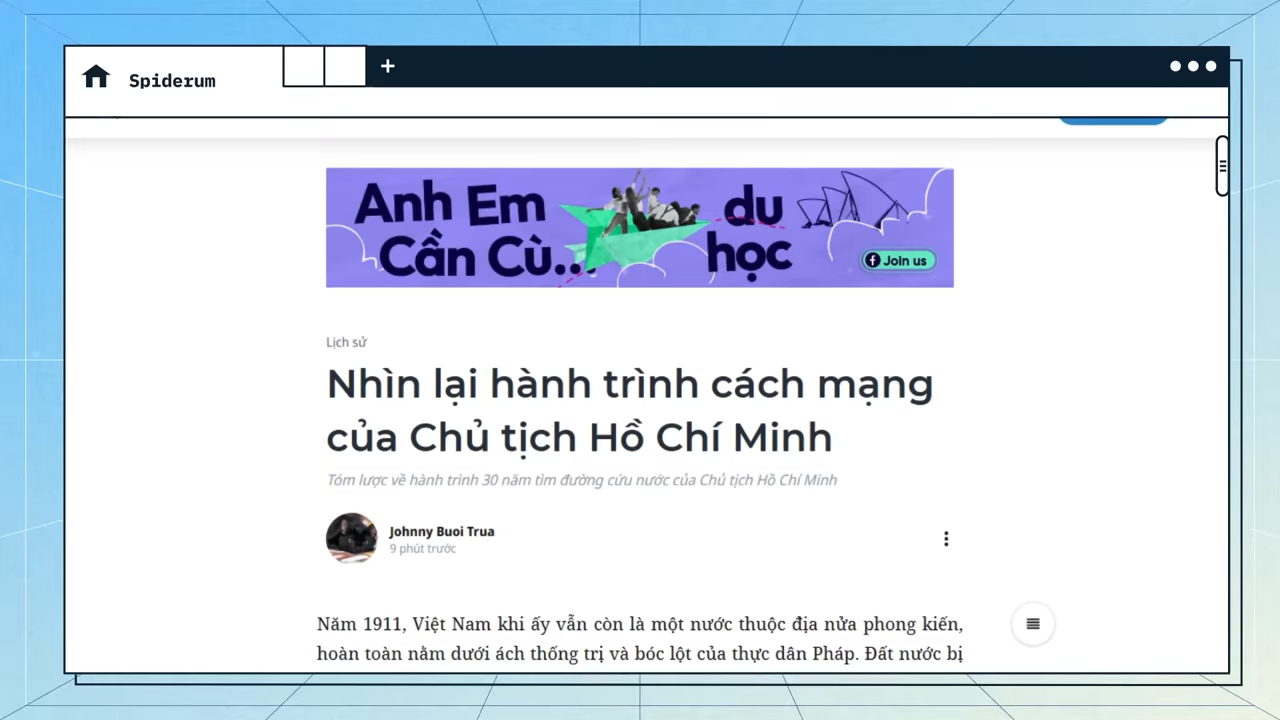 Spiderum
Anh Em
Cần Cù...
du
học
Join us
Lịch sử
Nhìn lại hành trình cách mạng
của Chủ tịch Hồ Chí Minh
Tóm lược về hành trình 30 năm tìm đường cứu nước của Chủ tịch Hồ Chí Minh
Johnny Buoi Trua
9 phút trước
Năm 1911, Việt Nam khi ấy vẫn còn là một nước thuộc địa nửa phong kiến,
hoàn toàn nằm dưới ách thống trị và bóc lột của thực dân Pháp. Đất nước bị